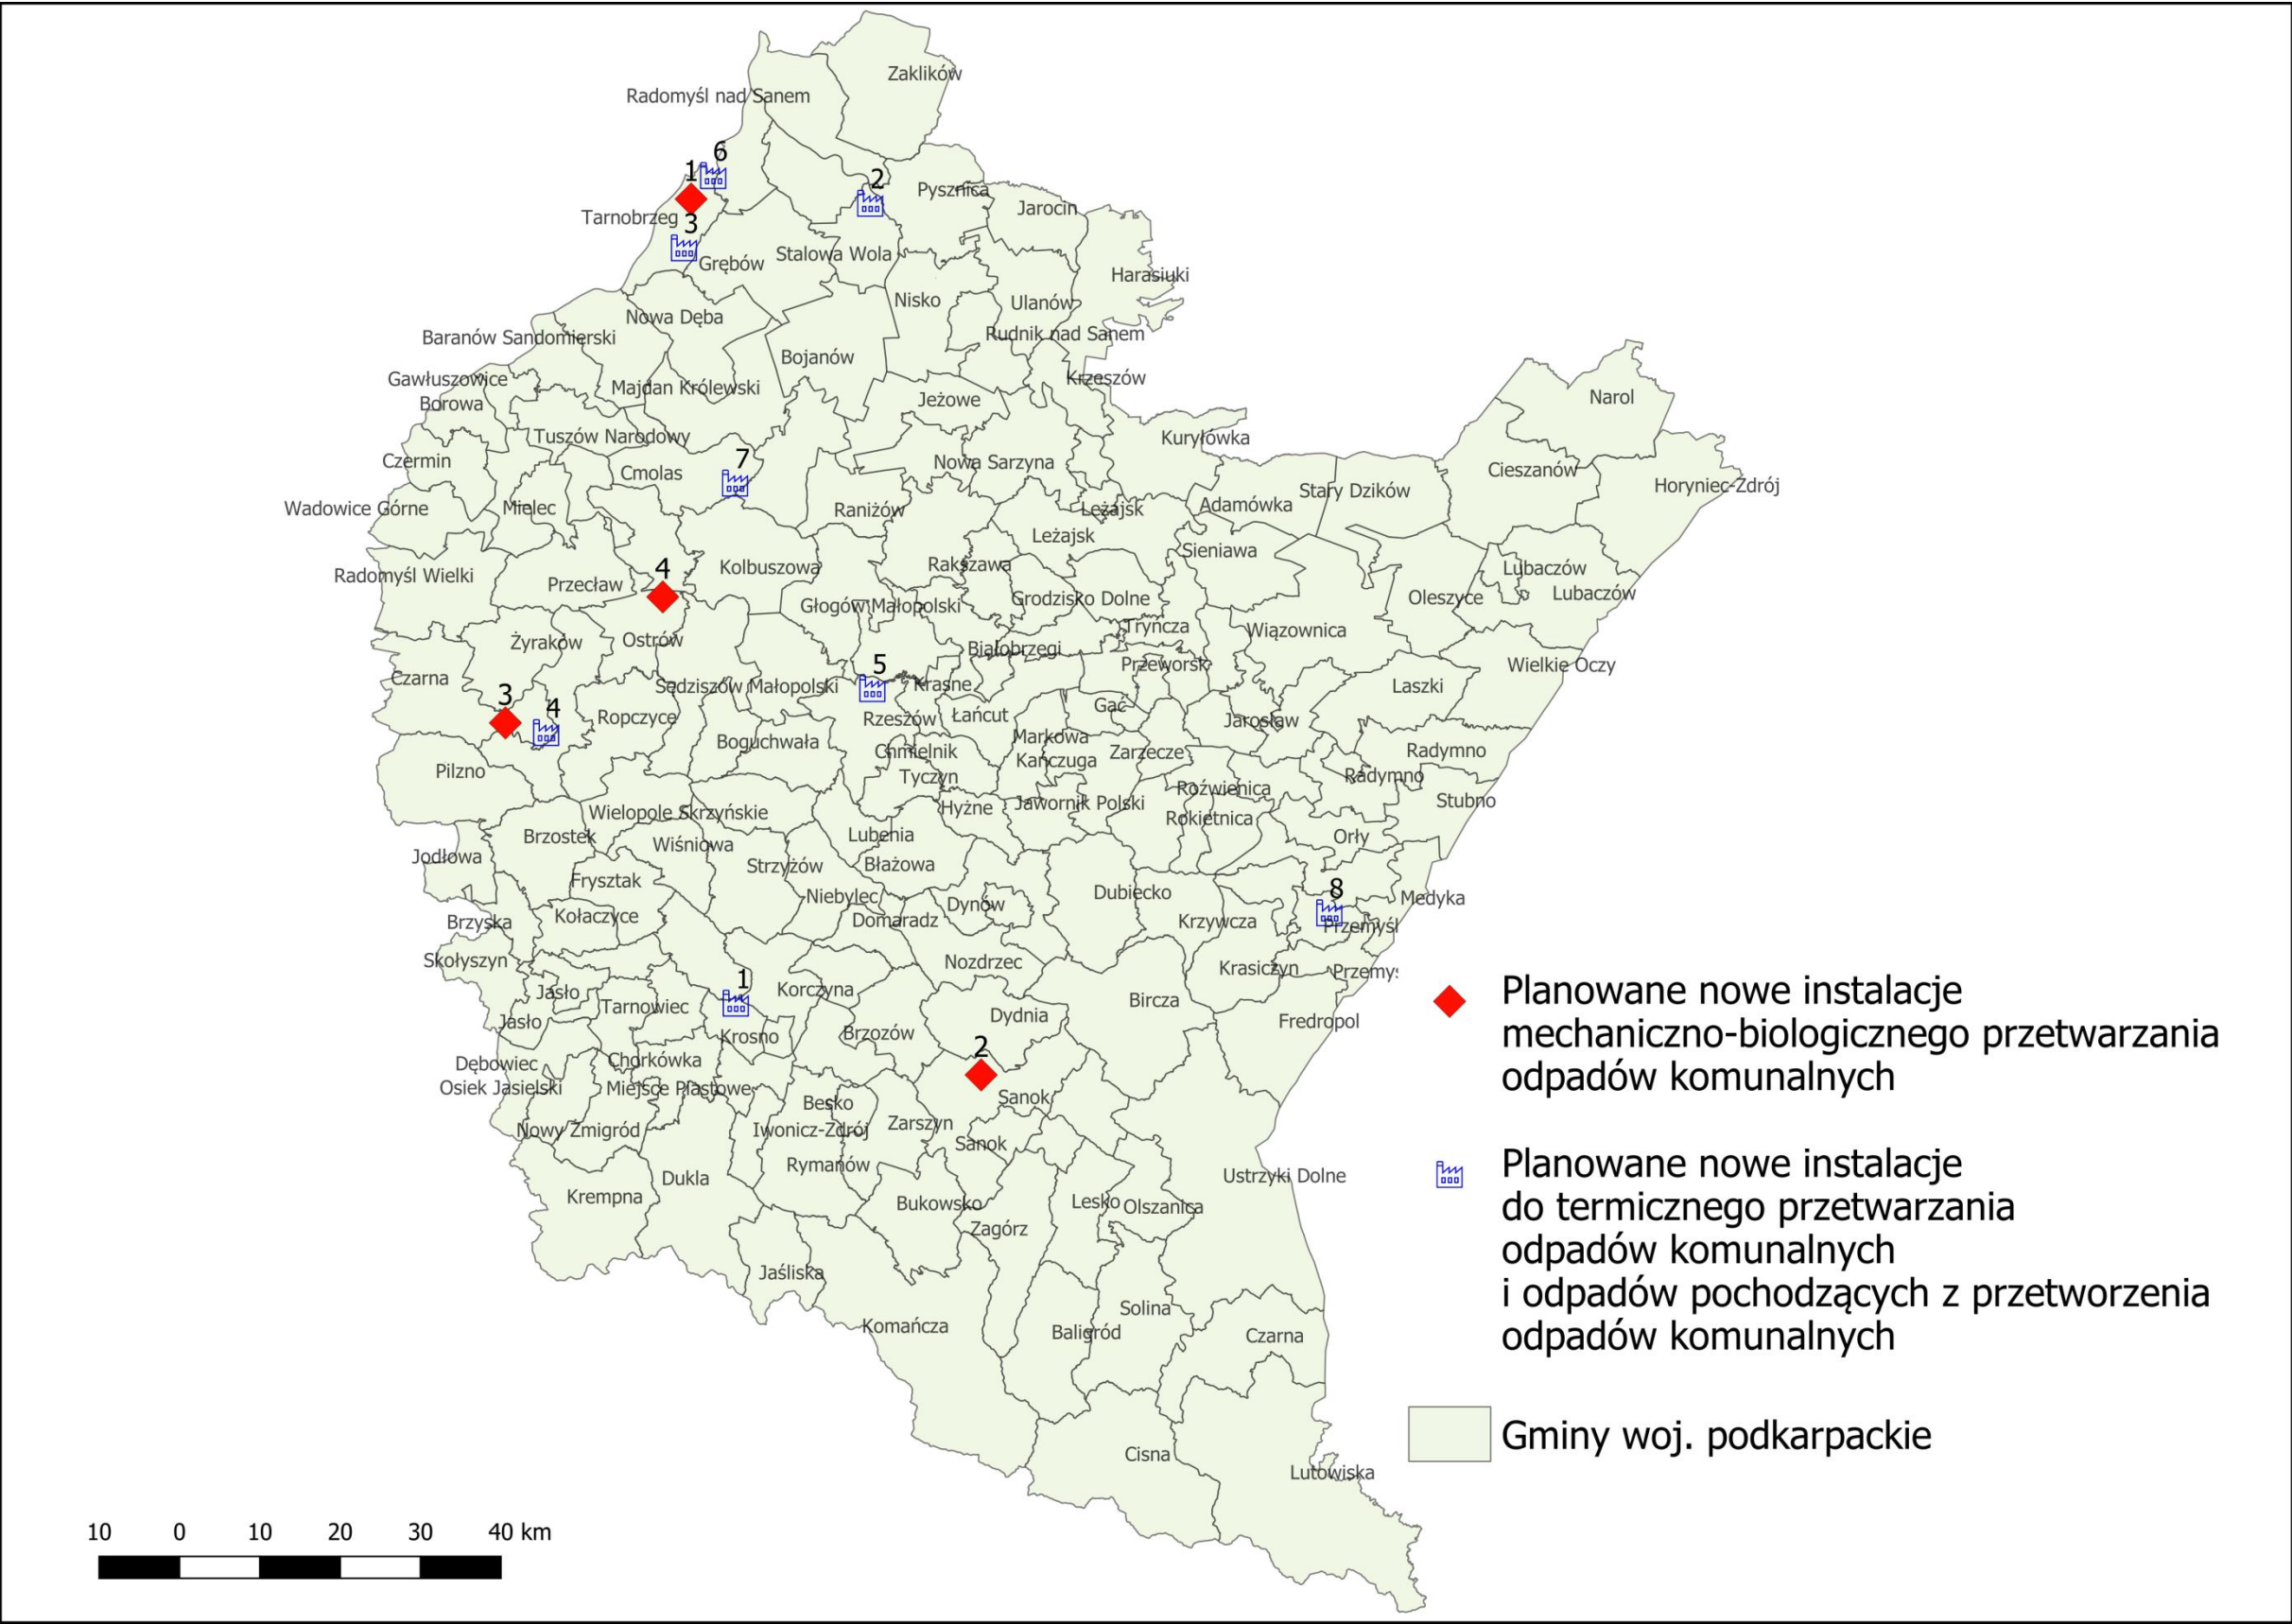 Zaklików
Radomyśl nad Sanem
6
1
2
Pysznica
Jarocin
Tarnobrzeg
3
Grębów
Stalowa Wola
Harasiuki
Nisko
Ulanów
Nowa Dęba
Rudnik nad Sanem
Baranów Sandomierski
Bojanów
Krzeszów
Gawłuszowice
Majdan Królewski
Narol
Borowa
Jeżowe
Tuszów Narodowy
Kuryłówka
7
Czermin
Cmolas
Nowa Sarzyna
Cieszanów
Horyniec-Zdrój
Stary Dzików
Wadowice Górne
Mielec
Raniżów
Leżajsk
Adamówka
Leżajsk
Sieniawa
4
Kolbuszowa
Rakszawa
Lubaczów
Radomyśl Wielki
Przecław
Głogów Małopolski
Grodzisko Dolne
Oleszyce
Lubaczów
Tryńcza
Wiązownica
Żyraków
Ostrów
Białobrzegi
5
Przeworsk
Wielkie Oczy
Czarna
Sędziszów Małopolski
Krasne
Laszki
3
4
Ropczyce
Rzeszów
Łańcut
Gać
Jarosław
Boguchwała
Chmielnik
Markowa
Kańczuga
Zarzecze
Radymno
Pilzno
Tyczyn
Radymno
Roźwienica
Stubno
Wielopole Skrzyńskie
Hyżne
Jawornik Polski
Rokietnica
Brzostek
Wiśniowa
Lubenia
Orły
Jodłowa
Strzyżów
Błażowa
Frysztak
8
Niebylec
Dynów
Dubiecko
Medyka
Brzyska
Kołaczyce
Domaradz
Krzywcza
Przemyśl
Skołyszyn
Nozdrzec
Krasiczyn
Przemyś
1
Jasło
Korczyna
Tarnowiec
Bircza
Jasło
Dydnia
Fredropol
Krosno
Brzozów
2
Dębowiec
Chorkówka
Osiek Jasielski
Miejsce Piastowe
Besko
Sanok
Nowy Żmigród
Iwonicz-Zdrój
Zarszyn
Sanok
Rymanów
Dukla
Ustrzyki Dolne
Krempna
Bukowsko
Lesko
Olszanica
Zagórz
Jaśliska
Solina
Komańcza
Baligród
Czarna
Cisna
Lutowiska
Planowane nowe instalacje
mechaniczno-biologicznego przetwarzania
odpadów komunalnych
Planowane nowe instalacje
do termicznego przetwarzania
odpadów komunalnych
i odpadów pochodzących z przetworzenia
odpadów komunalnych
Gminy woj. podkarpackie
10 0 10 20 30 40 km